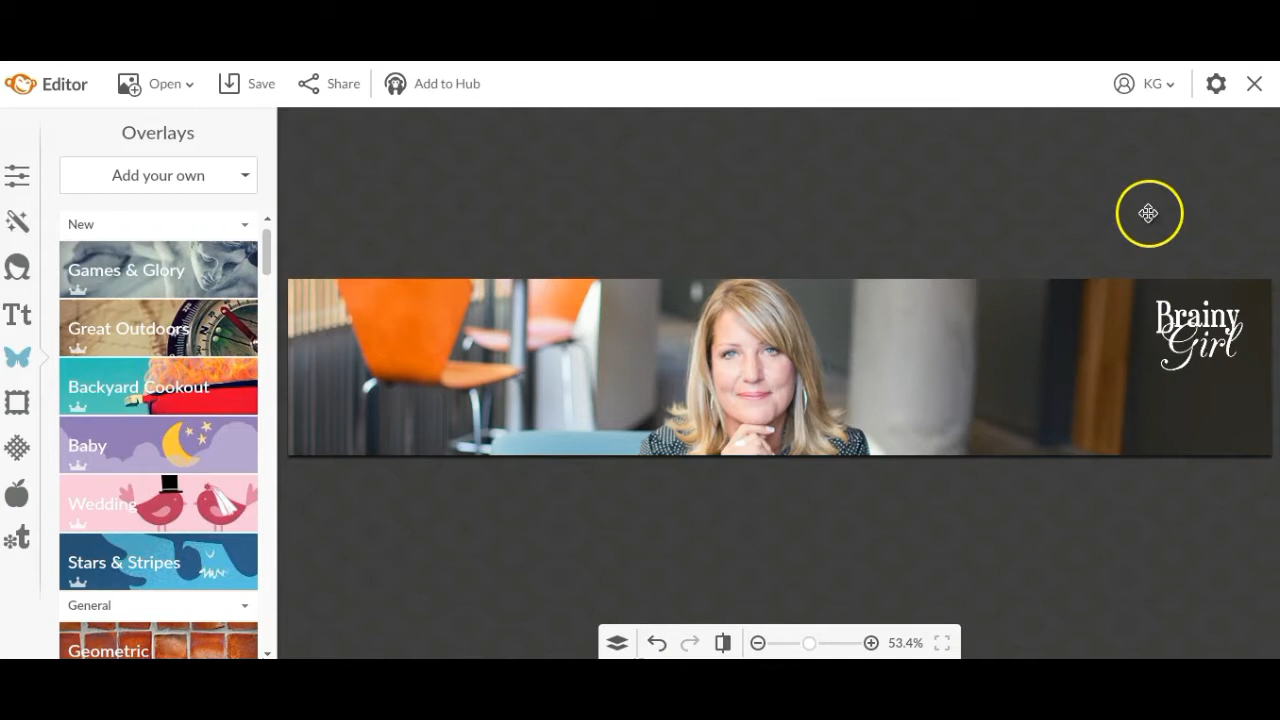 Editor
Open
Save
Share
Add to Hub
KG
Overlays
Add your own
New
Games & Glory
Great Outdoors
Backyard Cookout
Baby
Wedding
Stars & Stripes
General
Geometric
Tt
t
Brainy
Girl
53.4%